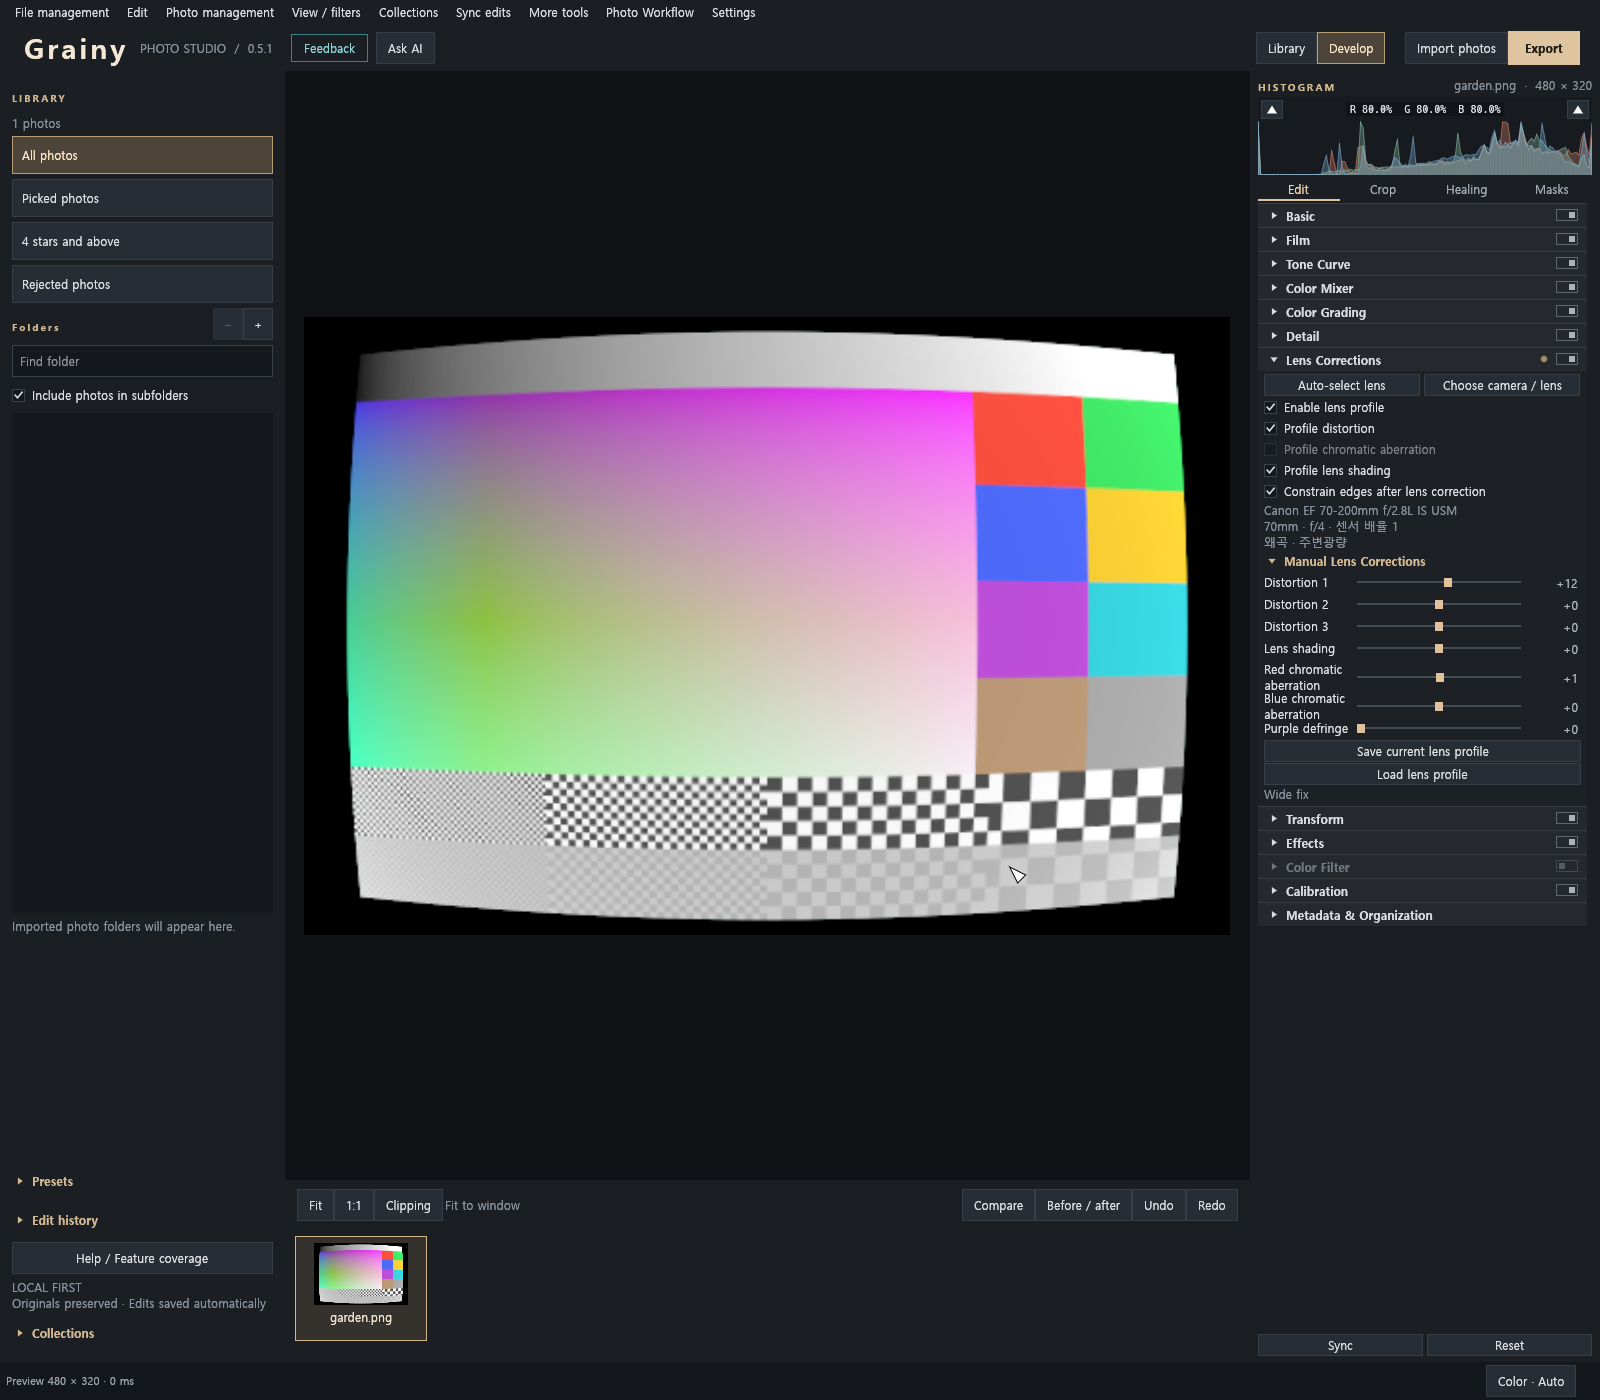 File management Edit Photo management View / filters Collections Sync edits More tools Photo Workflow Settings
Grainy PHOTO STUDIO / 0.5.1 Feedback Ask AI Library Develop Import photos Export
LIBRARY
1 photos
All photos
Picked photos
4 stars and above
Rejected photos
Folders − +
Find folder
Include photos in subfolders
Imported photo folders will appear here.
Presets
Edit history
Help / Feature coverage
LOCAL FIRST
Originals preserved · Edits saved automatically
Collections
Fit 1:1 Clipping Fit to window Compare Before / after Undo Redo
garden.png
HISTOGRAM garden.png · 480 × 320
R 80.0% G 80.0% B 80.0%
Edit Crop Healing Masks
Basic
Film
Tone Curve
Color Mixer
Color Grading
Detail
Lens Corrections
Auto-select lens Choose camera / lens
Enable lens profile
Profile distortion
Profile chromatic aberration
Profile lens shading
Constrain edges after lens correction
Canon EF 70-200mm f/2.8L IS USM
70mm · f/4 · 센서 배율 1
왜곡 · 주변광량
Manual Lens Corrections
Distortion 1 +12
Distortion 2 +0
Distortion 3 +0
Lens shading +0
Red chromatic
aberration +1
Blue chromatic
aberration +0
Purple defringe +0
Save current lens profile
Load lens profile
Wide fix
Transform
Effects
Color Filter
Calibration
Metadata & Organization
Sync Reset
Preview 480 × 320 · 0 ms Color · Auto